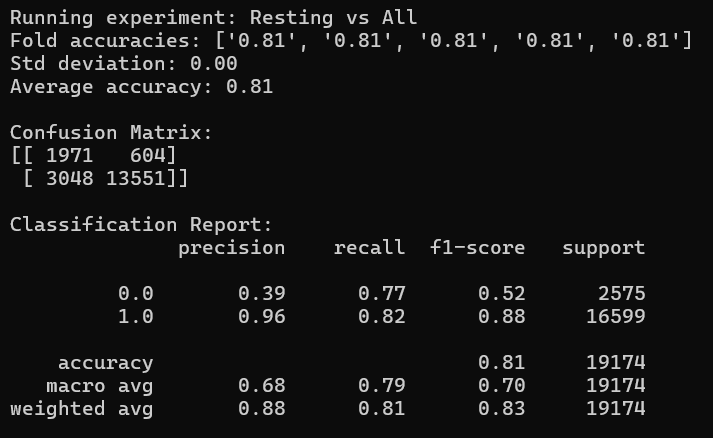 Running experiment: Resting vs All
Fold accuracies: ['0.81', '0.81', '0.81', '0.81', '0.81']
Std deviation: 0.00
Average accuracy: 0.81

Confusion Matrix:
[[ 1971   604]
 [ 3048 13551]]

Classification Report:
              precision    recall  f1-score   support

         0.0       0.39      0.77      0.52      2575
         1.0       0.96      0.82      0.88     16599

    accuracy                           0.81     19174
   macro avg       0.68      0.79      0.70     19174
weighted avg       0.88      0.81      0.83     19174